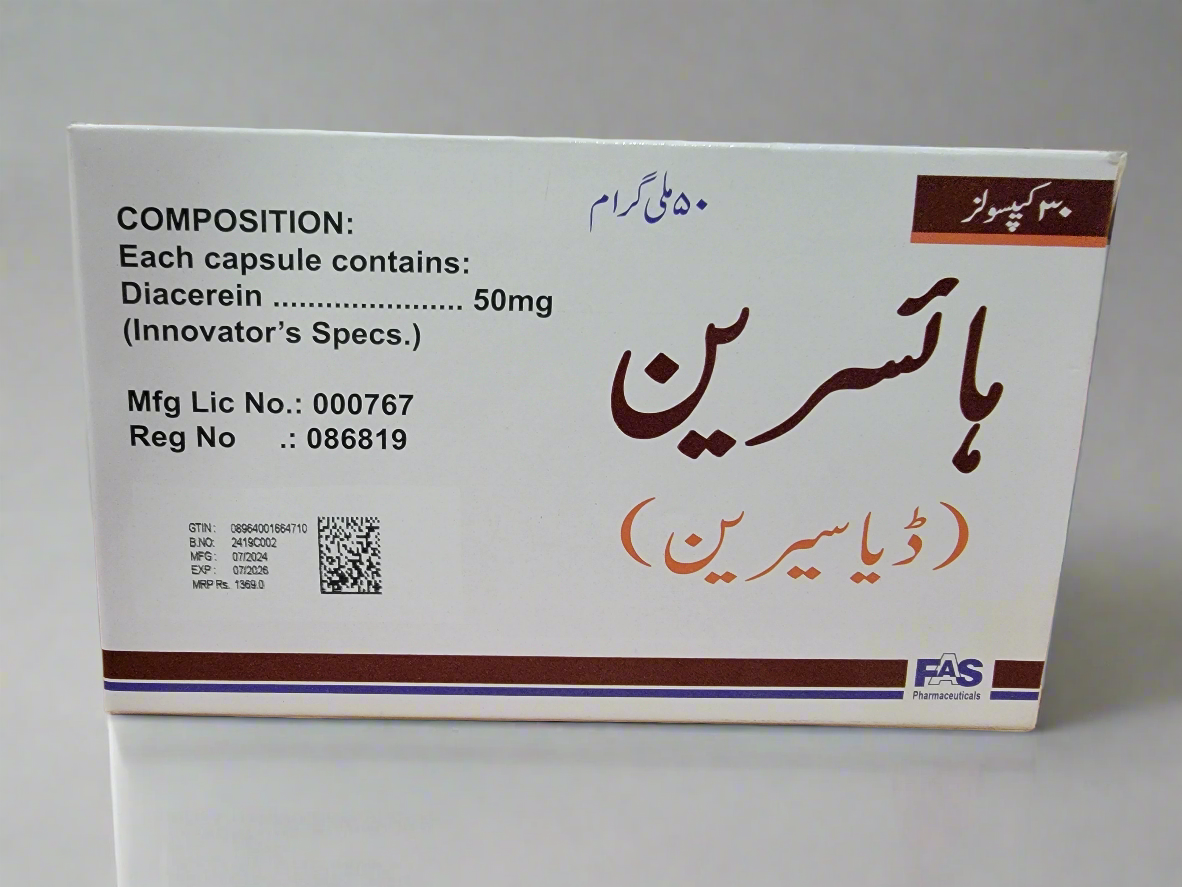 COMPOSITION:
Each capsule contains:
Diacerein ...................... 50mg
(Innovator's Specs.)
Mfg Lic No.: 000767
Reg No .: 086819
GTIN: 08964001664710
B.NO: 2419C002
MFG: 07/2024
EXP: 07/2026
MRP Rs. 1369.0
۵۰ ملی گرام
۳۰ کیپسولز
ہائسرین
(ڈیاسیرین)
FAS
Pharmaceuticals